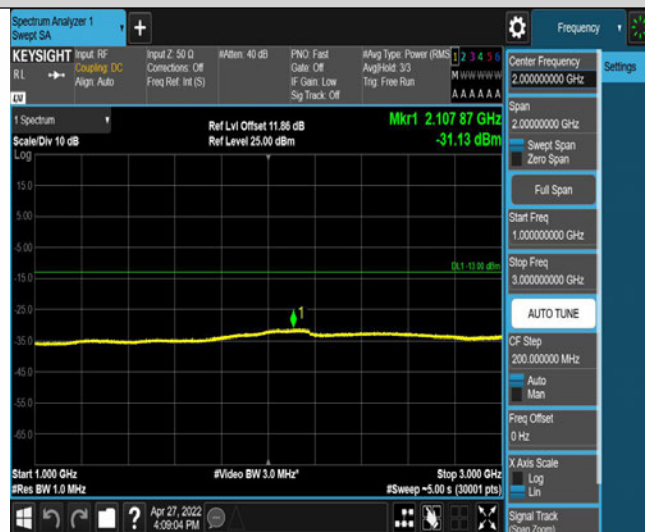 Spectrum Analyzer 1
Swept SA
+
Frequency
KEYSIGHT
RL
LXI
Input: RF
Coupling: DC
Align: Auto
Input Z: 50 Ω
Corrections: Off
Freq Ref: Int (S)
#Atten: 40 dB
PNO: Fast
Gate: Off
IF Gain: Low
Sig Track: Off
#Avg Type: Power (RMS
Avg|Hold: 3/3
Trig: Free Run
1 2 3 4 5 6
M W W W W W
A A A A A A
1 Spectrum
Scale/Div 10 dB
Ref Lvl Offset 11.86 dB
Ref Level 25.00 dBm
Mkr1 2.107 87 GHz
-31.13 dBm
Log
15.0
5.00
-5.00
-15.0
-25.0
-35.0
-45.0
-55.0
-65.0
DL1 -13.00 dBm
1
Start 1.000 GHz
#Res BW 1.0 MHz
#Video BW 3.0 MHz*
Stop 3.000 GHz
#Sweep ~5.00 s (30001 pts)
?
Apr 27, 2022
4:09:04 PM
Center Frequency
2.000000000 GHz
Span
2.00000000 GHz
Swept Span
Zero Span
Full Span
Start Freq
1.000000000 GHz
Stop Freq
3.000000000 GHz
AUTO TUNE
CF Step
200.000000 MHz
Auto
Man
Freq Offset
0 Hz
X Axis Scale
Log
Lin
Signal Track
(Span Zoom)
Settings